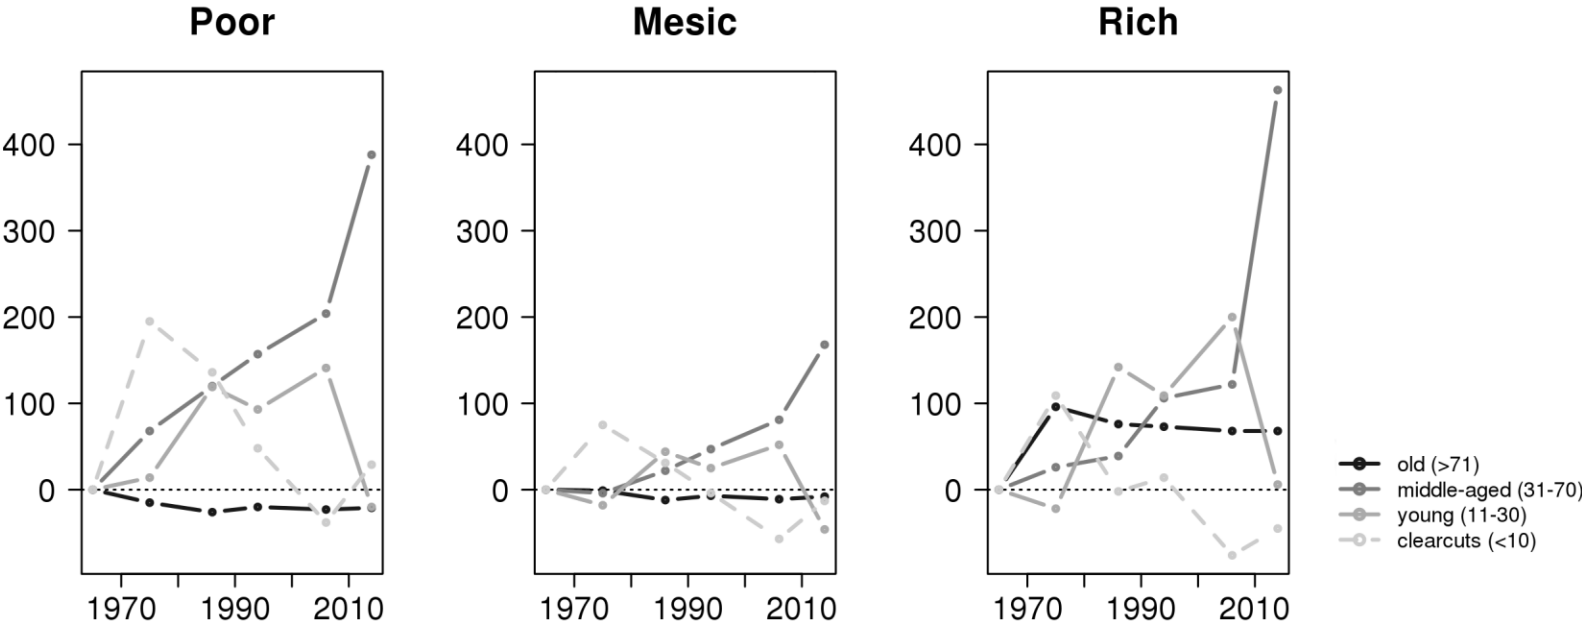 Poor Mesic Rich
400 400 400
300 300 300
200 200 200
100 100 100
0 0 0
1970 1990 2010 1970 1990 2010 1970 1990 2010
old (>71)
middle-aged (31-70)
young (11-30)
clearcuts (<10)